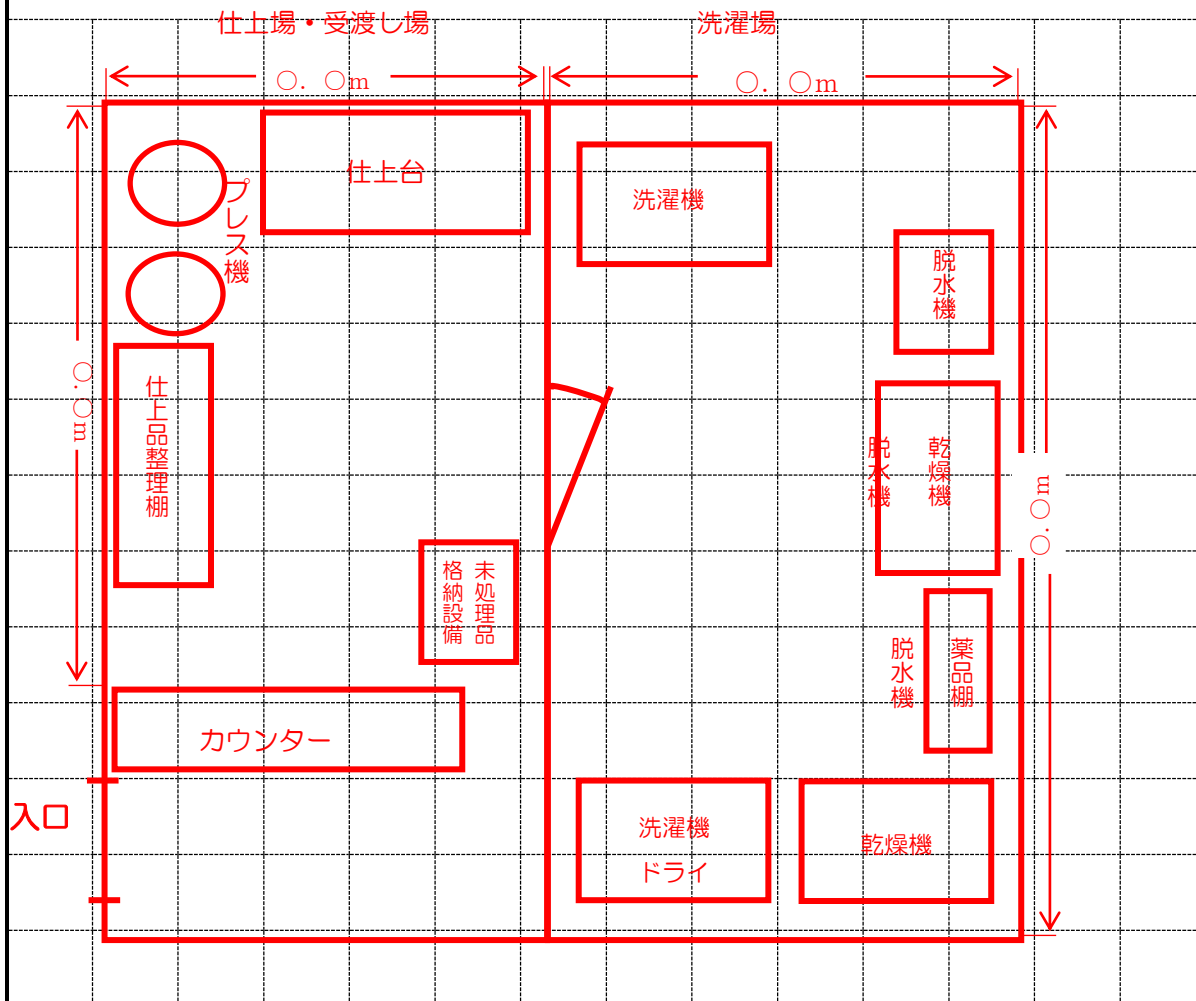 仕上場・受渡し場
洗濯場
○．○m
○．○m
仕上台
プレス機
洗濯機
脱水機
○．○m
仕上品整理棚
脱水機
乾燥機
○．○m
未処理品
格納設備
脱水機
薬品棚
カウンター
入口
洗濯機
ドライ
乾燥機